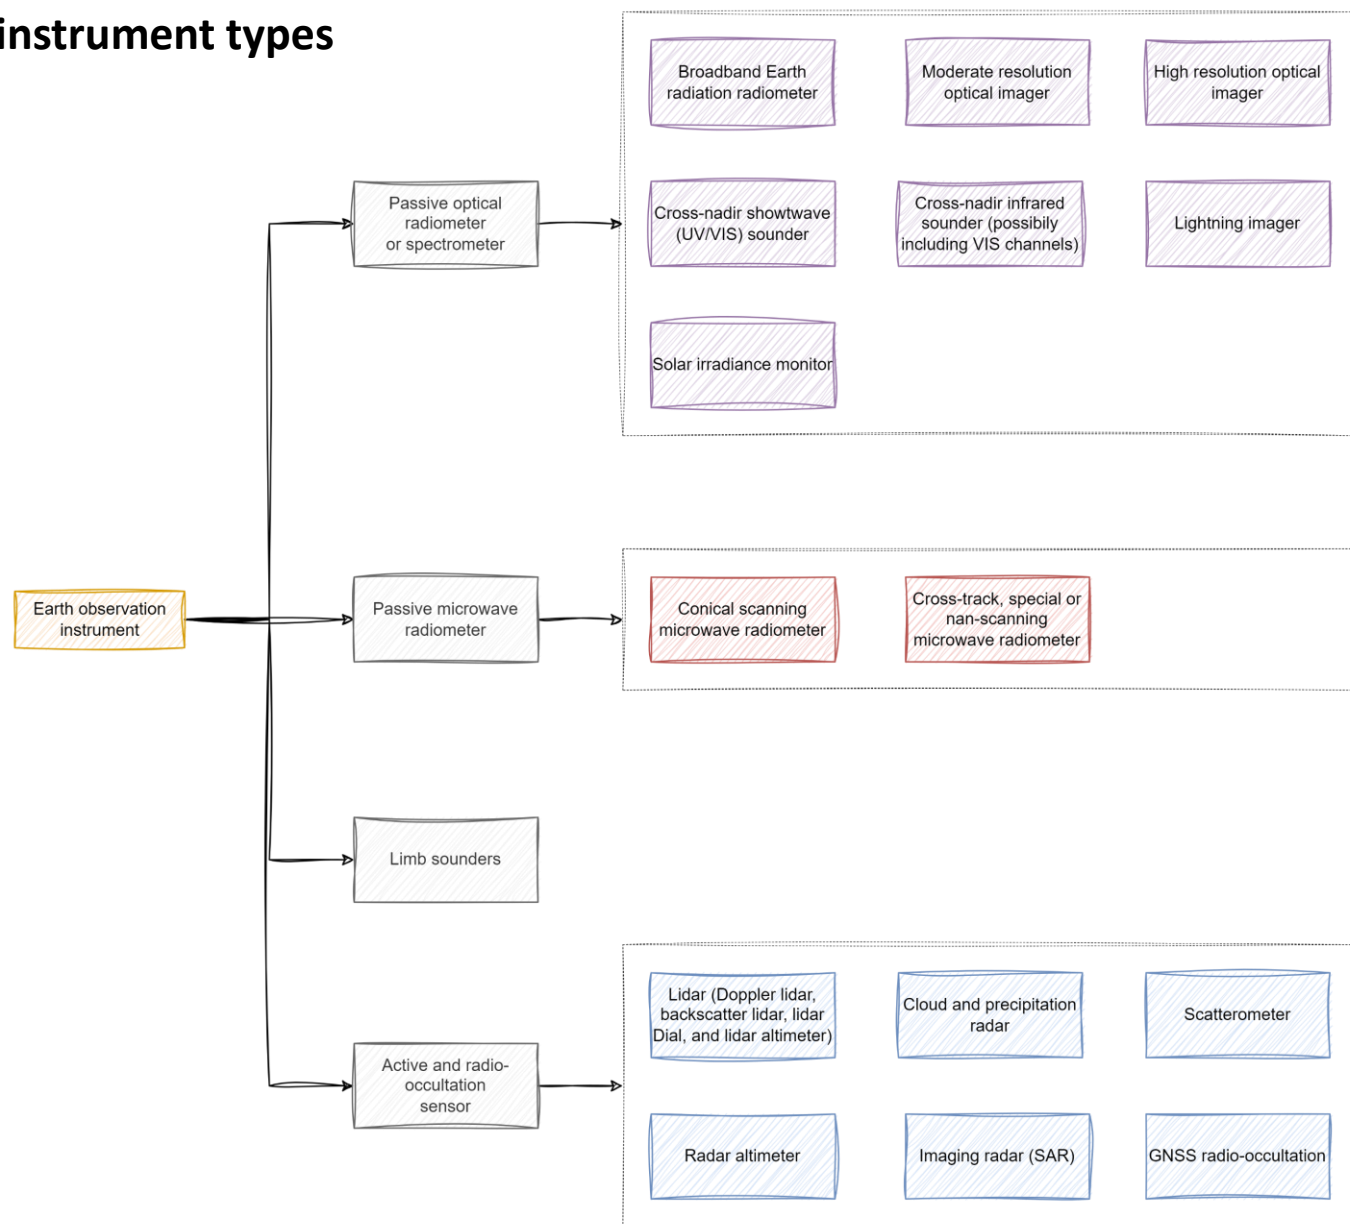 instrument types
Broadband Earth
radiation radiometer
Moderate resolution
optical imager
High resolution optical
imager
Passive optical
radiometer
or spectrometer
Cross-nadir showtwave
(UV/VIS) sounder
Cross-nadir infrared
sounder (possibily
including VIS channels)
Lightning imager
Solar irradiance monitor
Earth observation
instrument
Passive microwave
radiometer
Conical scanning
microwave radiometer
Cross-track, special or
nan-scanning
microwave radiometer
Limb sounders
Active and radio-
occultation
sensor
Lidar (Doppler lidar,
backscatter lidar, lidar
Dial, and lidar altimeter)
Cloud and precipitation
radar
Scatterometer
Radar altimeter
Imaging radar (SAR)
GNSS radio-occultation